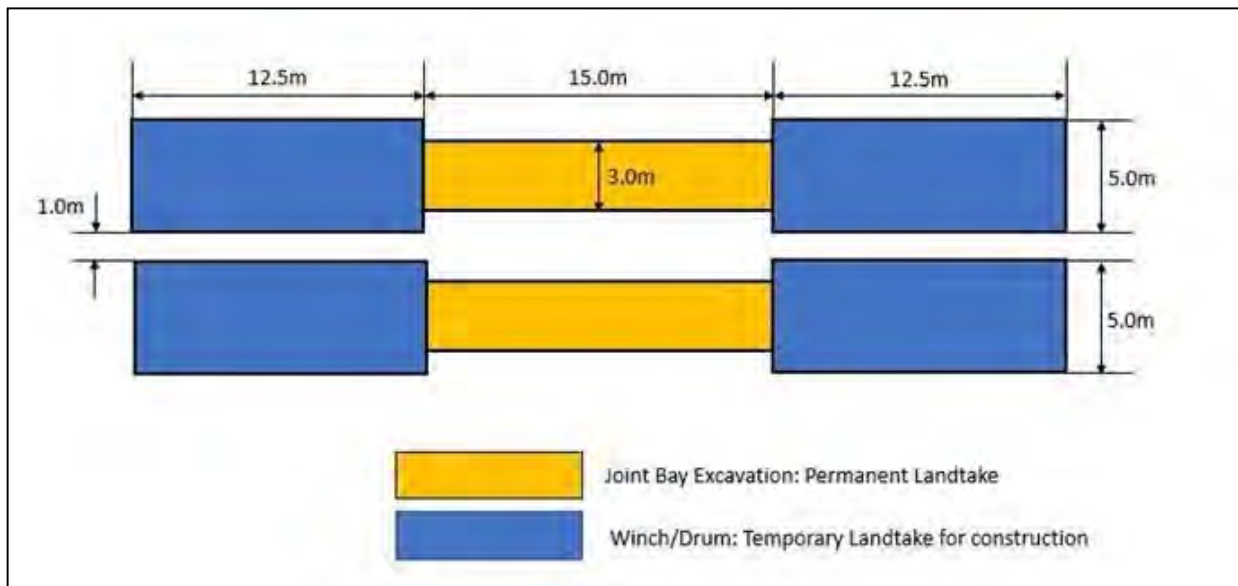 12.5m
15.0m
12.5m
3.0m
5.0m
1.0m
5.0m
Joint Bay Excavation: Permanent Landtake
Winch/Drum: Temporary Landtake for construction